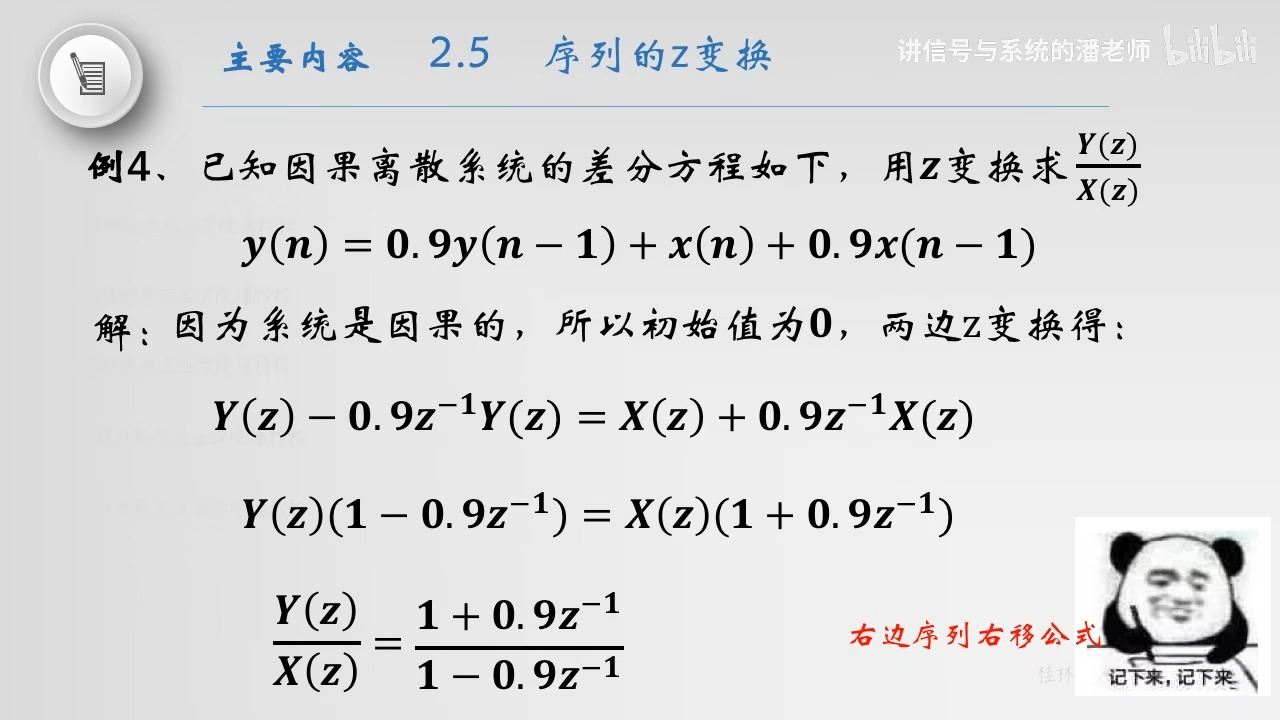 主要内容 2.5 序列的z变换
讲信号与系统的潘老师 bilibili
例4、已知因果离散系统的差分方程如下，用z变换求 Y(z)/X(z)
y(n) = 0.9y(n − 1) + x(n) + 0.9x(n − 1)
解：因为系统是因果的，所以初始值为0，两边z变换得：
Y(z) − 0.9z⁻¹Y(z) = X(z) + 0.9z⁻¹X(z)
Y(z)(1 − 0.9z⁻¹) = X(z)(1 + 0.9z⁻¹)
Y(z)/X(z) = (1 + 0.9z⁻¹)/(1 − 0.9z⁻¹)
右边序列右移公式
桂林
记下来，记下来